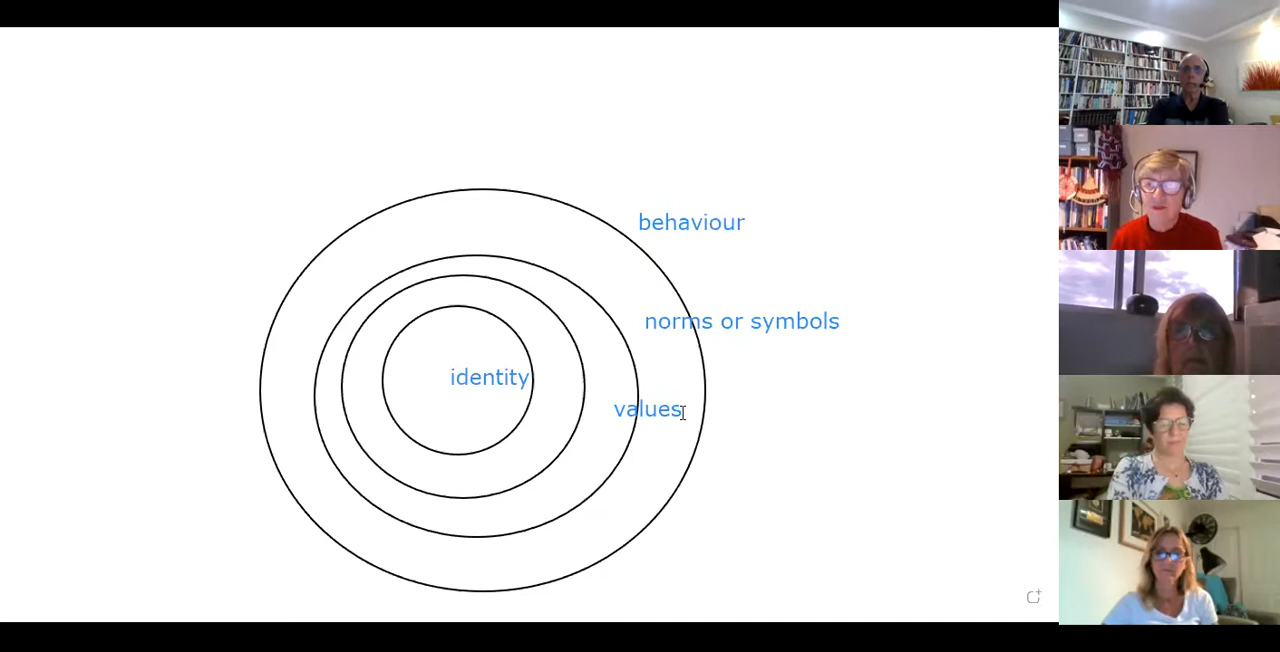 behaviour
norms or symbols
identity
values